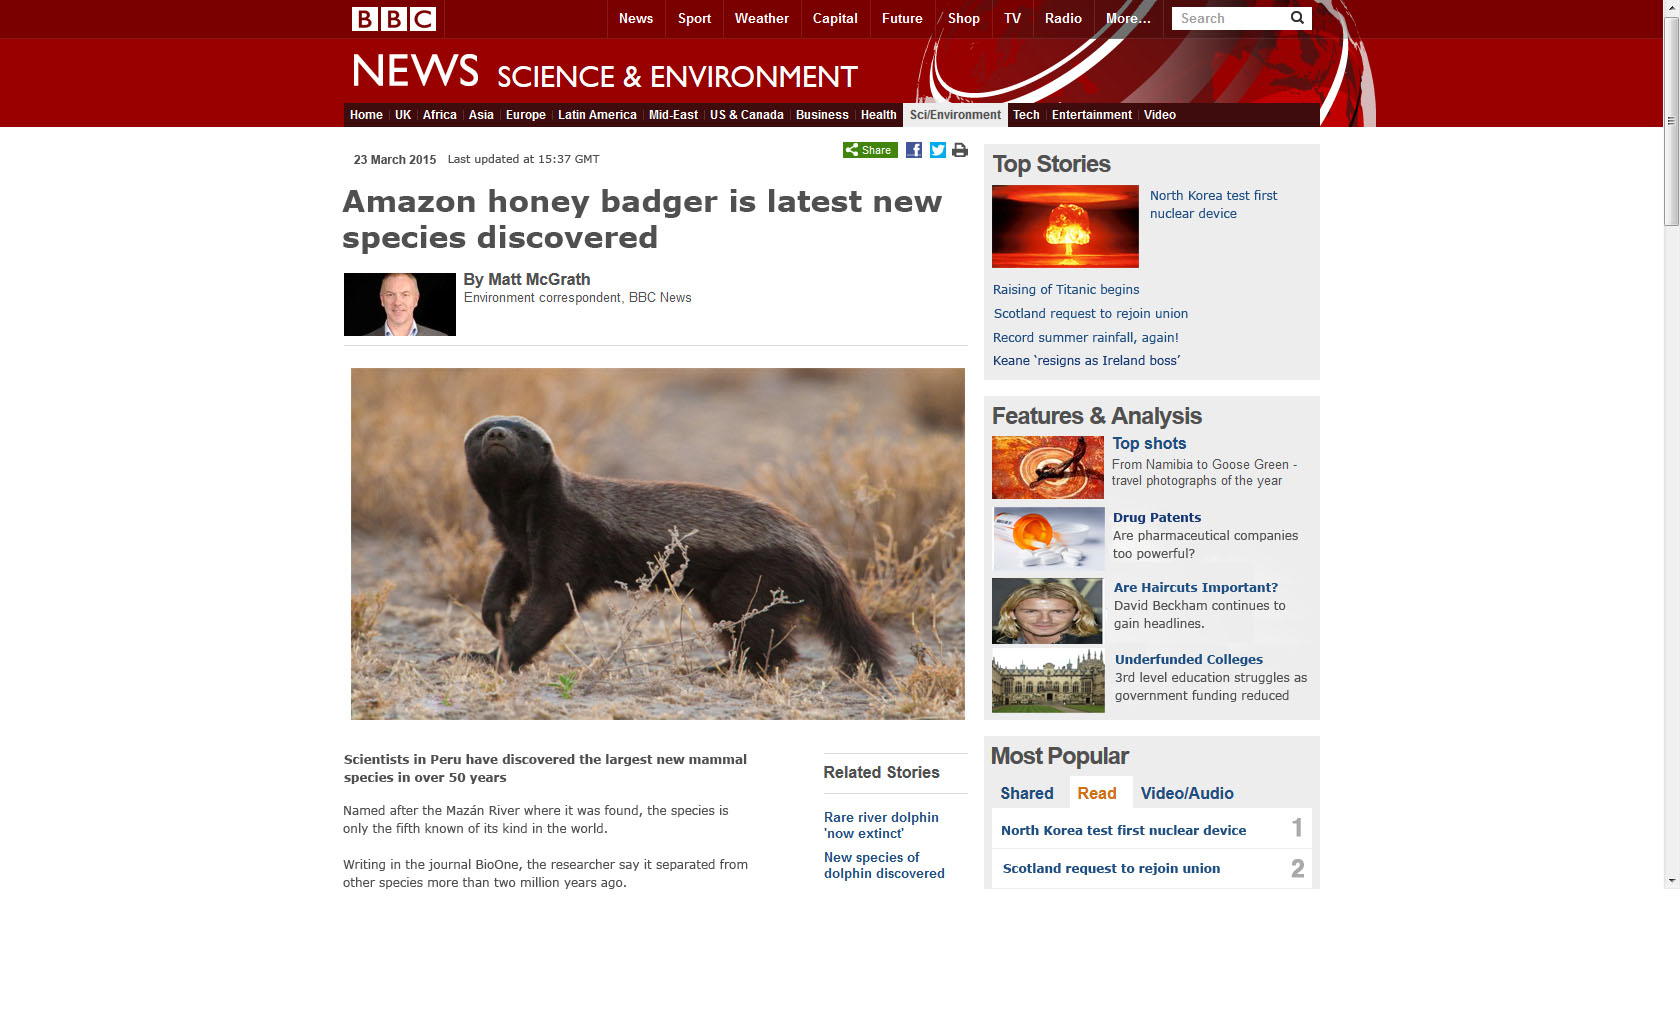 BBC
News Sport Weather Capital Future Shop TV Radio More... Search
NEWS SCIENCE & ENVIRONMENT
Home UK Africa Asia Europe Latin America Mid-East US & Canada Business Health Sci/Environment Tech Entertainment Video
23 March 2015 Last updated at 15:37 GMT
Share f
Amazon honey badger is latest new
species discovered
By Matt McGrath
Environment correspondent, BBC News
Scientists in Peru have discovered the largest new mammal
species in over 50 years
Named after the Mazán River where it was found, the species is
only the fifth known of its kind in the world.
Writing in the journal BioOne, the researcher say it separated from
other species more than two million years ago.
Related Stories
Rare river dolphin
'now extinct'
New species of
dolphin discovered
Top Stories
North Korea test first
nuclear device
Raising of Titanic begins
Scotland request to rejoin union
Record summer rainfall, again!
Keane ‘resigns as Ireland boss’
Features & Analysis
Top shots
From Namibia to Goose Green -
travel photographs of the year
Drug Patents
Are pharmaceutical companies
too powerful?
Are Haircuts Important?
David Beckham continues to
gain headlines.
Underfunded Colleges
3rd level education struggles as
government funding reduced
Most Popular
Shared Read Video/Audio
North Korea test first nuclear device 1
Scotland request to rejoin union 2